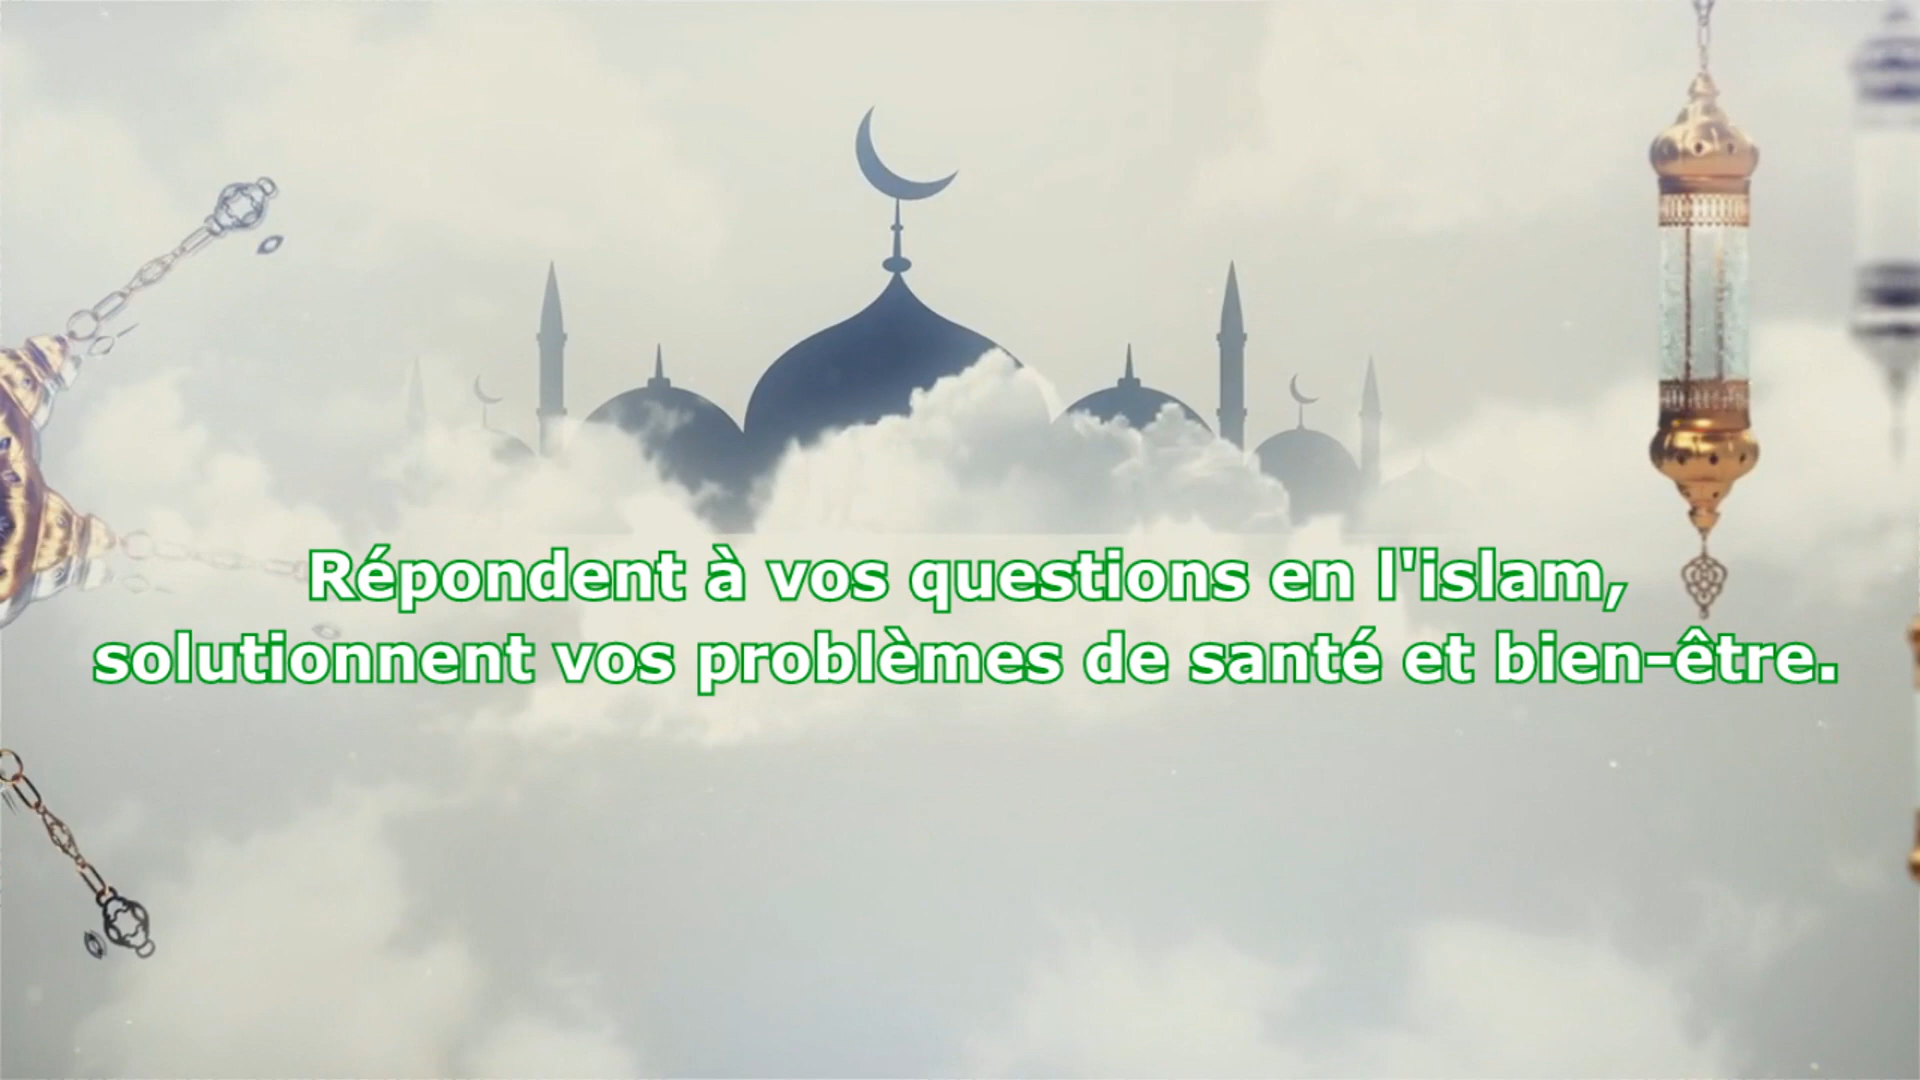 Répondent à vos questions en l'islam,
solutionnent vos problèmes de santé et bien-être.